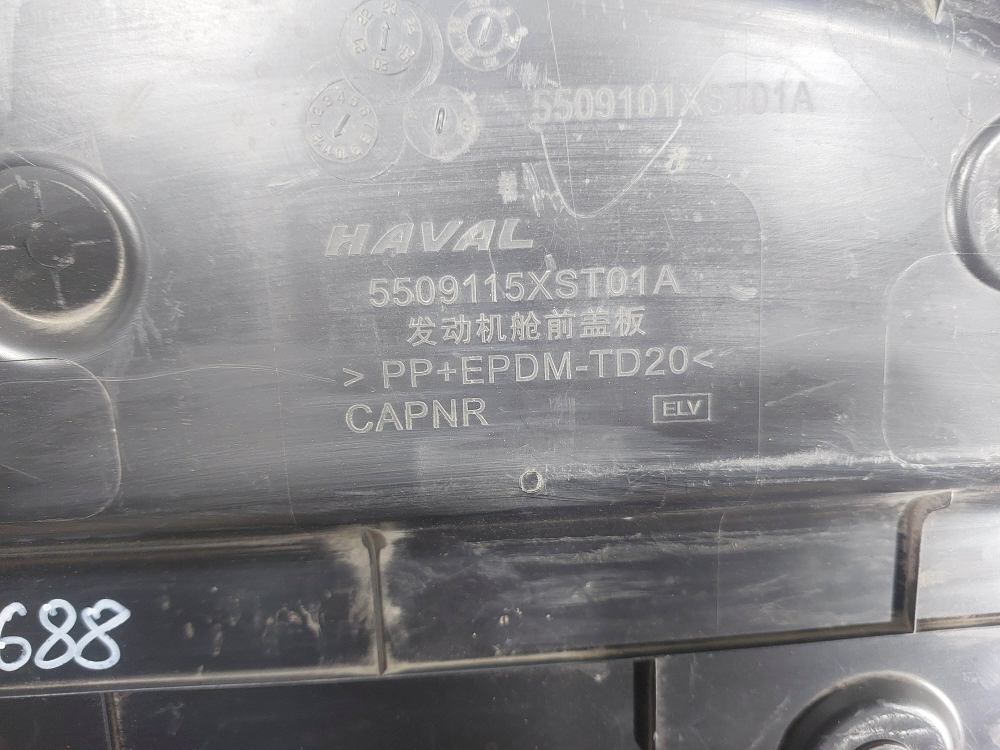 5509101XST01A
HAVAL
5509115XST01A
发动机舱前盖板
> PP+EPDM-TD20<
CAPNR
ELV
688